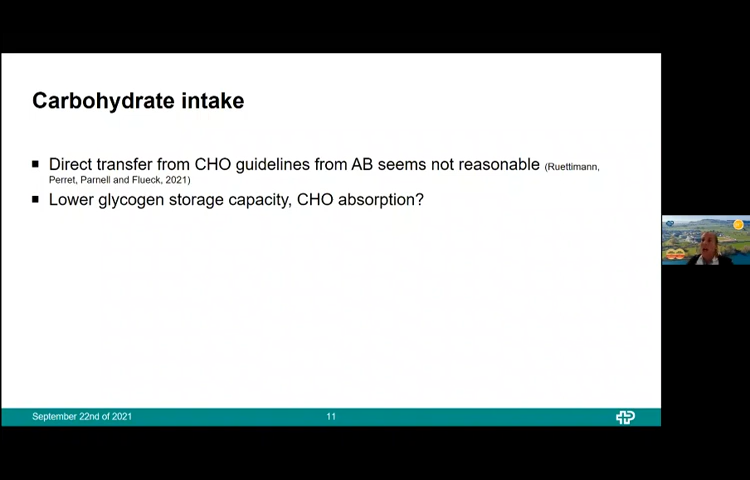 Carbohydrate intake
Direct transfer from CHO guidelines from AB seems not reasonable (Ruettimann,
Perret, Parnell and Flueck, 2021)
Lower glycogen storage capacity, CHO absorption?
September 22nd of 2021
11